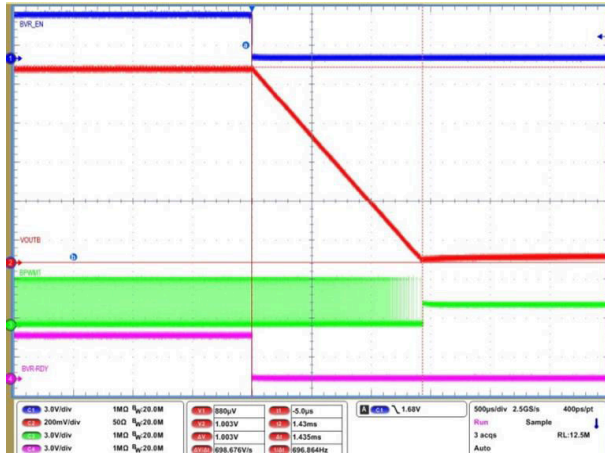 BVR_EN
a
1
VOUTB
b
2
BPWM1
BVR-RDY
4
C1 3.0V/div 1MΩ BW:20.0M
C2 200mV/div 50Ω BW:20.0M
C3 3.0V/div 1MΩ BW:20.0M
C4 3.0V/div 1MΩ BW:20.0M
V1 880µV t1 -5.0µs
V2 1.003V t2 1.43ms
ΔV 1.003V Δt 1.435ms
ΔV/Δt 698.676V/s 1/Δt 696.864Hz
A C1 1.68V
500µs/div 2.5GS/s 400ps/pt
Run Sample
3 acqs RL:12.5M
Auto